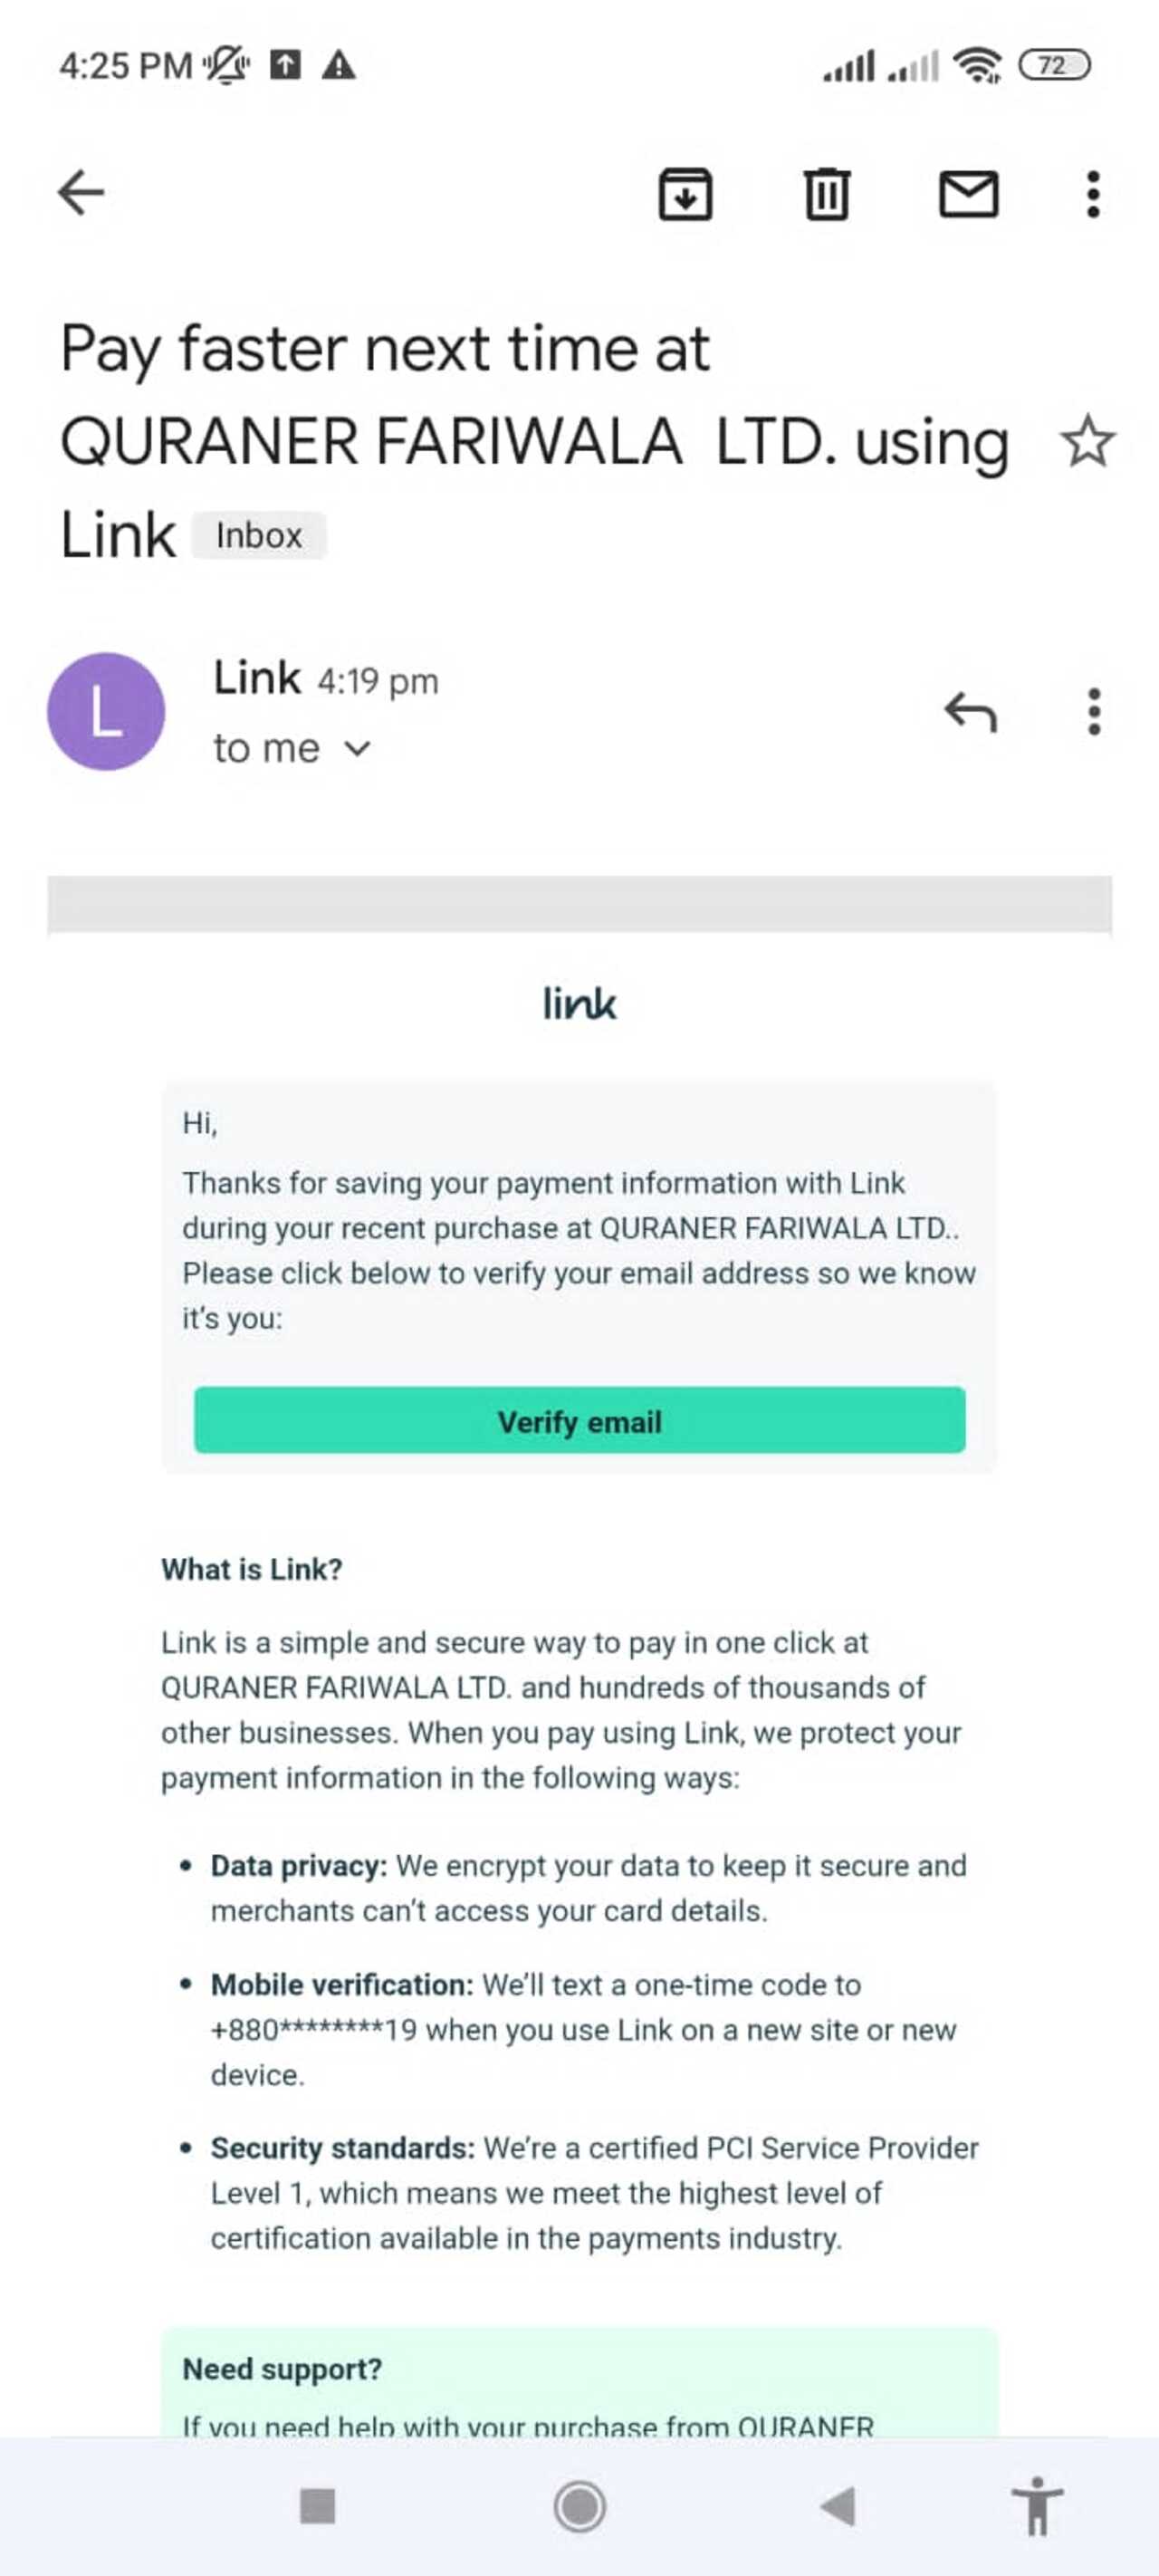 4:25 PM
72
Pay faster next time at
QURANER FARIWALA LTD. using
Link Inbox
L
Link 4:19 pm
to me
link
Hi,
Thanks for saving your payment information with Link
during your recent purchase at QURANER FARIWALA LTD..
Please click below to verify your email address so we know
it's you:
Verify email
What is Link?
Link is a simple and secure way to pay in one click at
QURANER FARIWALA LTD. and hundreds of thousands of
other businesses. When you pay using Link, we protect your
payment information in the following ways:
• Data privacy: We encrypt your data to keep it secure and
merchants can't access your card details.
• Mobile verification: We'll text a one-time code to
+880********19 when you use Link on a new site or new
device.
• Security standards: We're a certified PCI Service Provider
Level 1, which means we meet the highest level of
certification available in the payments industry.
Need support?
If you need help with your purchase from QURANER